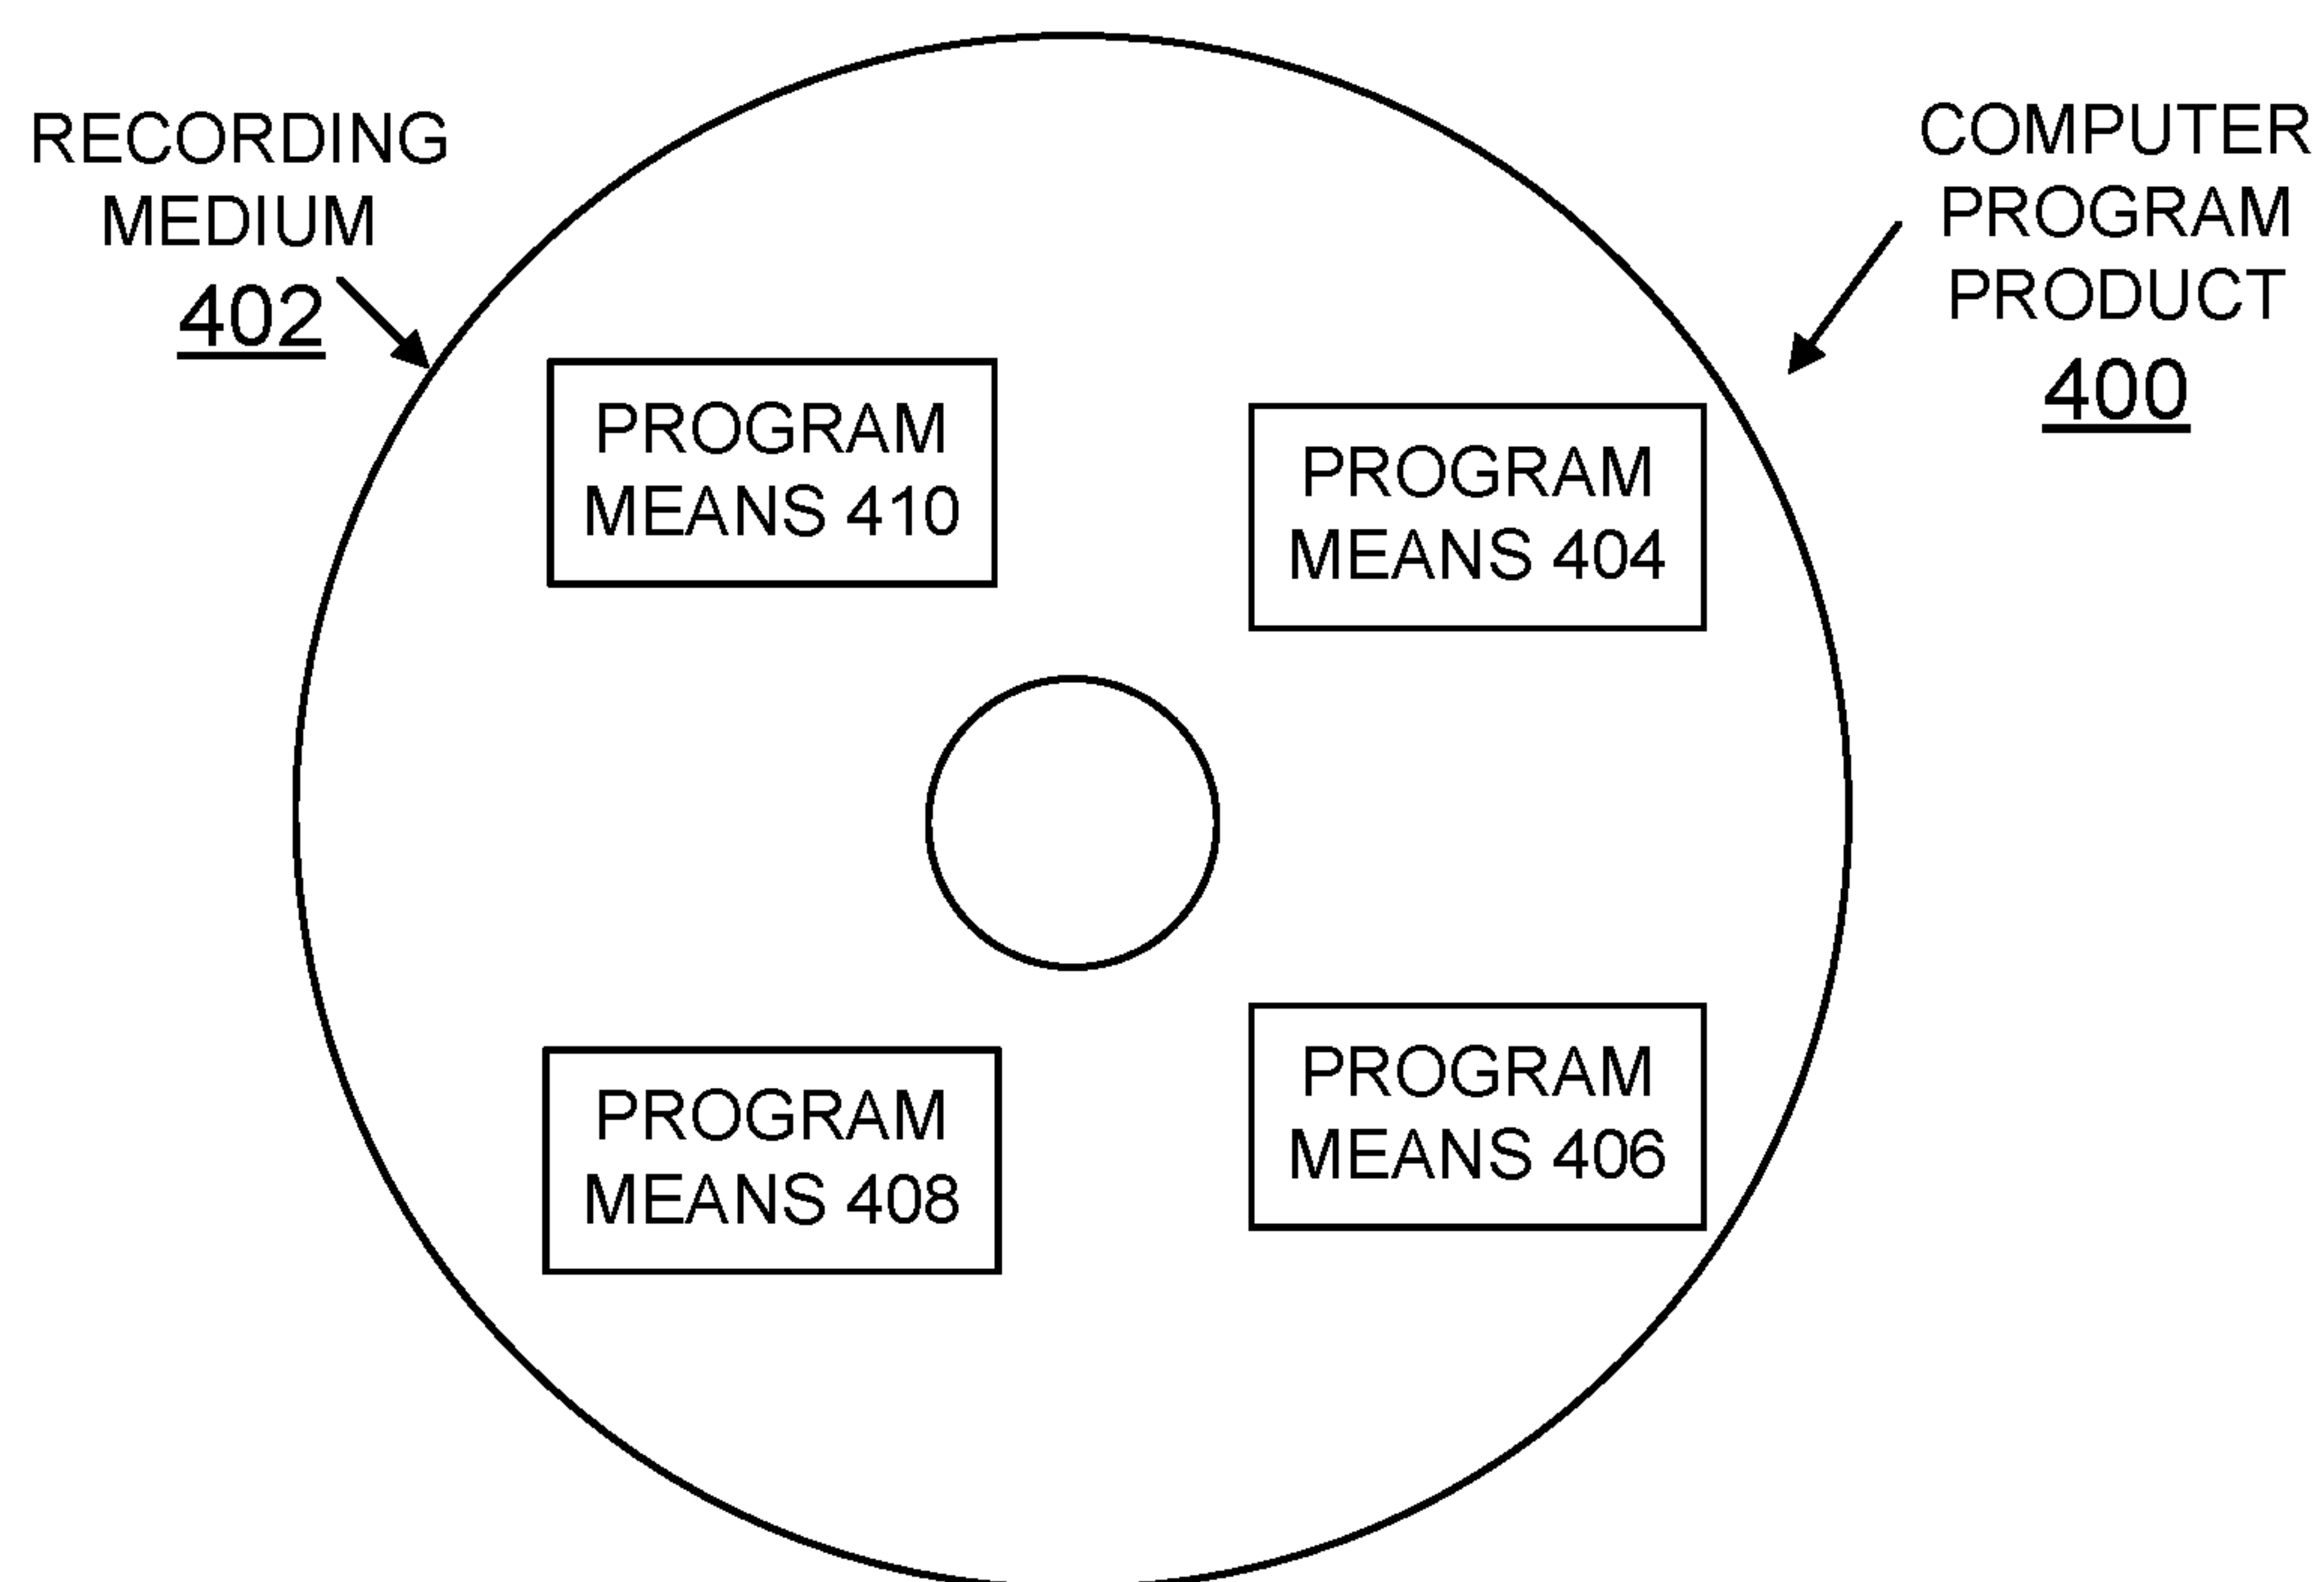 RECORDING
MEDIUM
402
COMPUTER
PROGRAM
PRODUCT
400
PROGRAM
MEANS 410
PROGRAM
MEANS 404
PROGRAM
MEANS 408
PROGRAM
MEANS 406